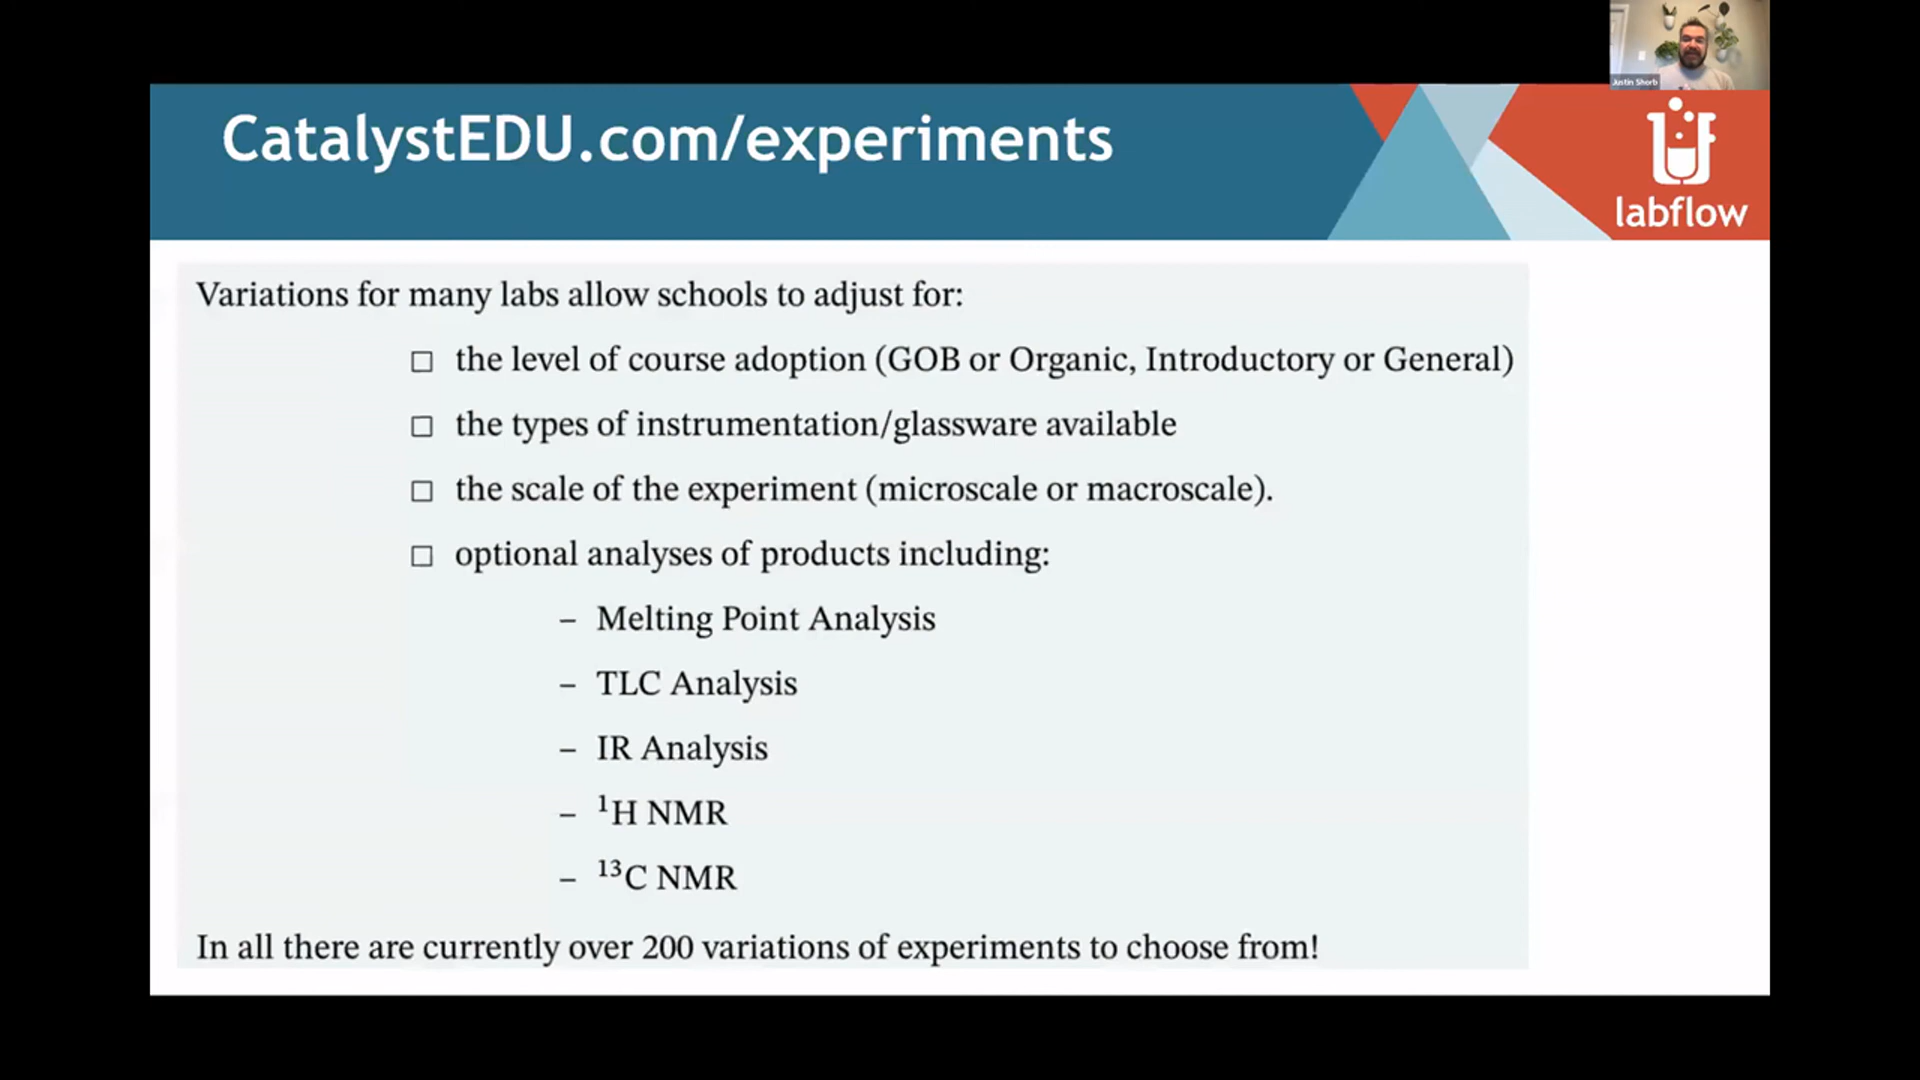 Justin Shorb
CatalystEDU.com/experiments
labflow
Variations for many labs allow schools to adjust for:
□ the level of course adoption (GOB or Organic, Introductory or General)
□ the types of instrumentation/glassware available
□ the scale of the experiment (microscale or macroscale).
□ optional analyses of products including:
– Melting Point Analysis
– TLC Analysis
– IR Analysis
– ¹H NMR
– ¹³C NMR
In all there are currently over 200 variations of experiments to choose from!